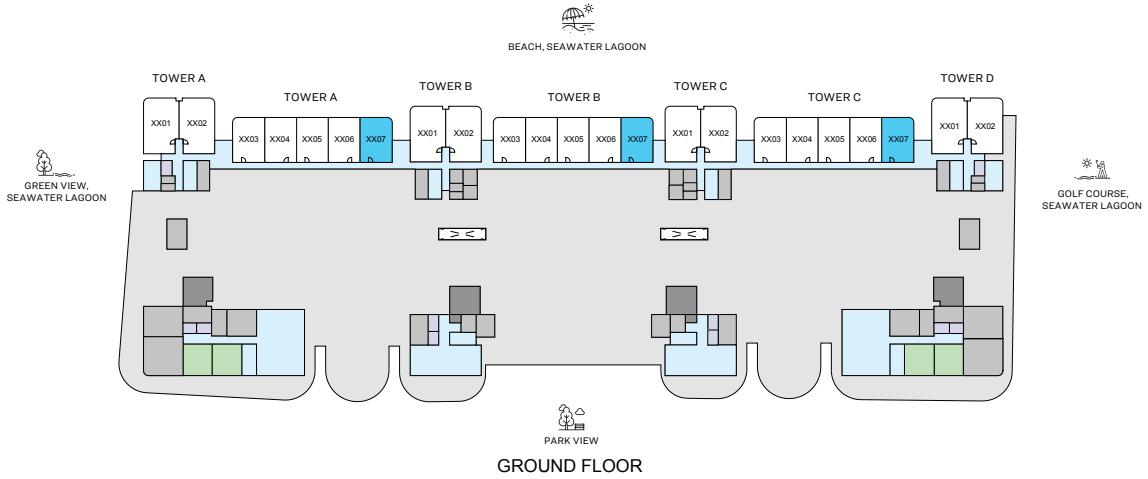 BEACH, SEAWATER LAGOON
TOWER A
TOWER A
TOWER B
TOWER B
TOWER C
TOWER C
TOWER D
XX01
XX02
XX03
XX04
XX05
XX06
XX07
XX01
XX02
XX03
XX04
XX05
XX06
XX07
XX01
XX02
XX03
XX04
XX05
XX06
XX07
XX01
XX02
GREEN VIEW,
SEAWATER LAGOON
GOLF COURSE,
SEAWATER LAGOON
PARK VIEW
GROUND FLOOR